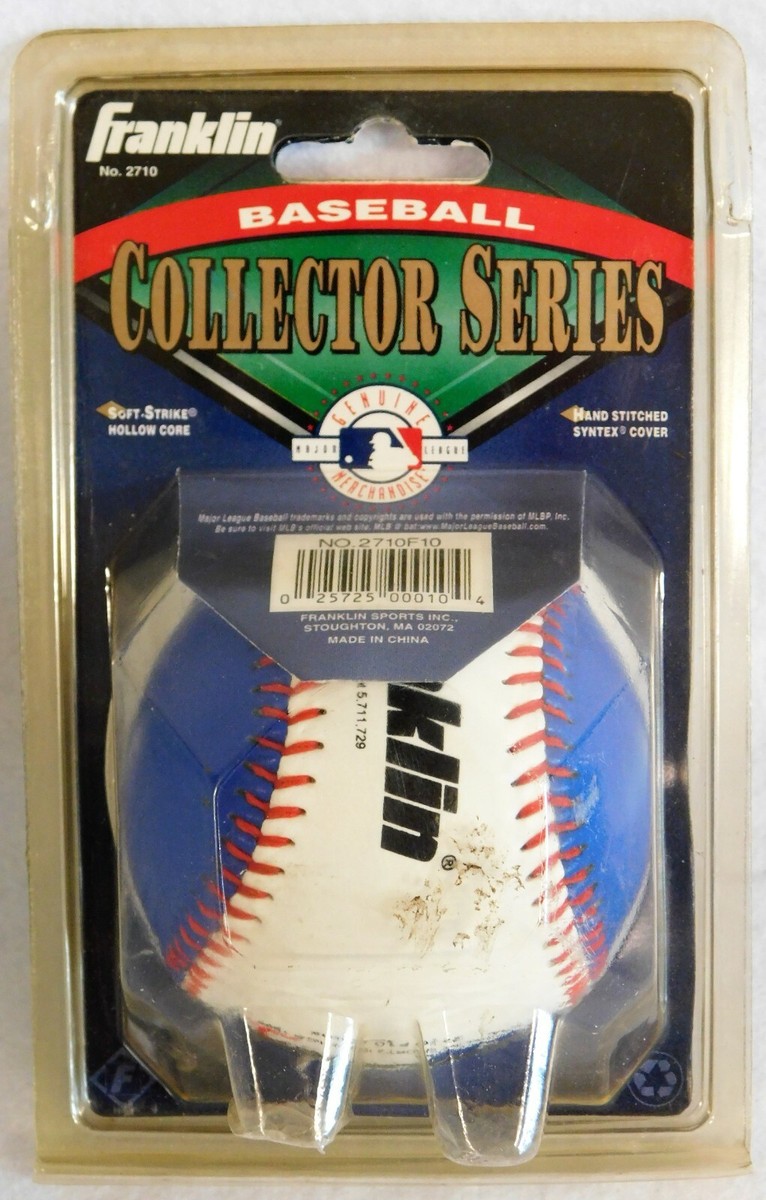 Franklin®
No. 2710
BASEBALL
COLLECTOR SERIES
SOFT-STRIKE®
HOLLOW CORE
HAND STITCHED
SYNTEX® COVER
GENUINE
MAJOR LEAGUE
MERCHANDISE
Major League Baseball trademarks and copyrights are used with the permission of MLBP, Inc.
Be sure to visit MLB's official web site, MLB @ bat:www.MajorLeagueBaseball.com.
NO.2710F10
0 25725 00010 4
FRANKLIN SPORTS INC.,
STOUGHTON, MA 02072
MADE IN CHINA
5,711,729
klin®
F